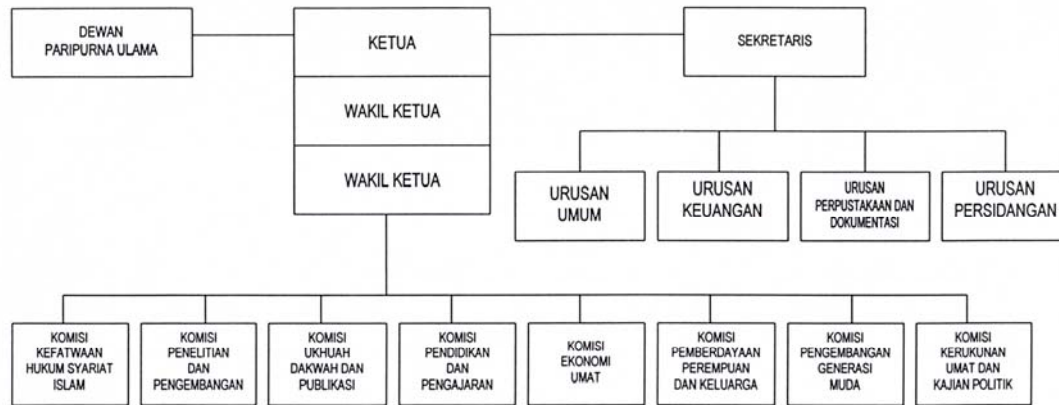 DEWAN
PARIPURNA ULAMA
KETUA
SEKRETARIS
WAKIL KETUA
WAKIL KETUA
URUSAN
UMUM
URUSAN
KEUANGAN
URUSAN
PERPUSTAKAAN DAN
DOKUMENTASI
URUSAN
PERSIDANGAN
KOMISI
KEFATWAAN
HUKUM SYARIAT
ISLAM
KOMISI
PENELITIAN
DAN
PENGEMBANGAN
KOMISI
UKHUAH
DAKWAH DAN
PUBLIKASI
KOMISI
PENDIDIKAN
DAN
PENGAJARAN
KOMISI
EKONOMI
UMAT
KOMISI
PEMBERDAYAAN
PEREMPUAN
DAN KELUARGA
KOMISI
PENGEMBANGAN
GENERASI
MUDA
KOMISI
KERUKUNAN
UMAT DAN
KAJIAN POLITIK